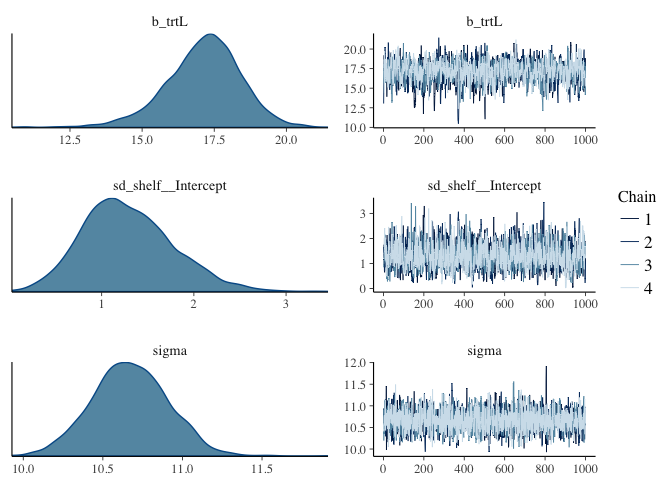 b_trtL
12.5 15.0 17.5 20.0
b_trtL
20.0
17.5
15.0
12.5
10.0
0 200 400 600 800 1000
sd_shelf__Intercept
1 2 3
sd_shelf__Intercept
3
2
1
0
0 200 400 600 800 1000
sigma
10.0 10.5 11.0 11.5
sigma
12.0
11.5
11.0
10.5
10.0
0 200 400 600 800 1000
Chain
1
2
3
4